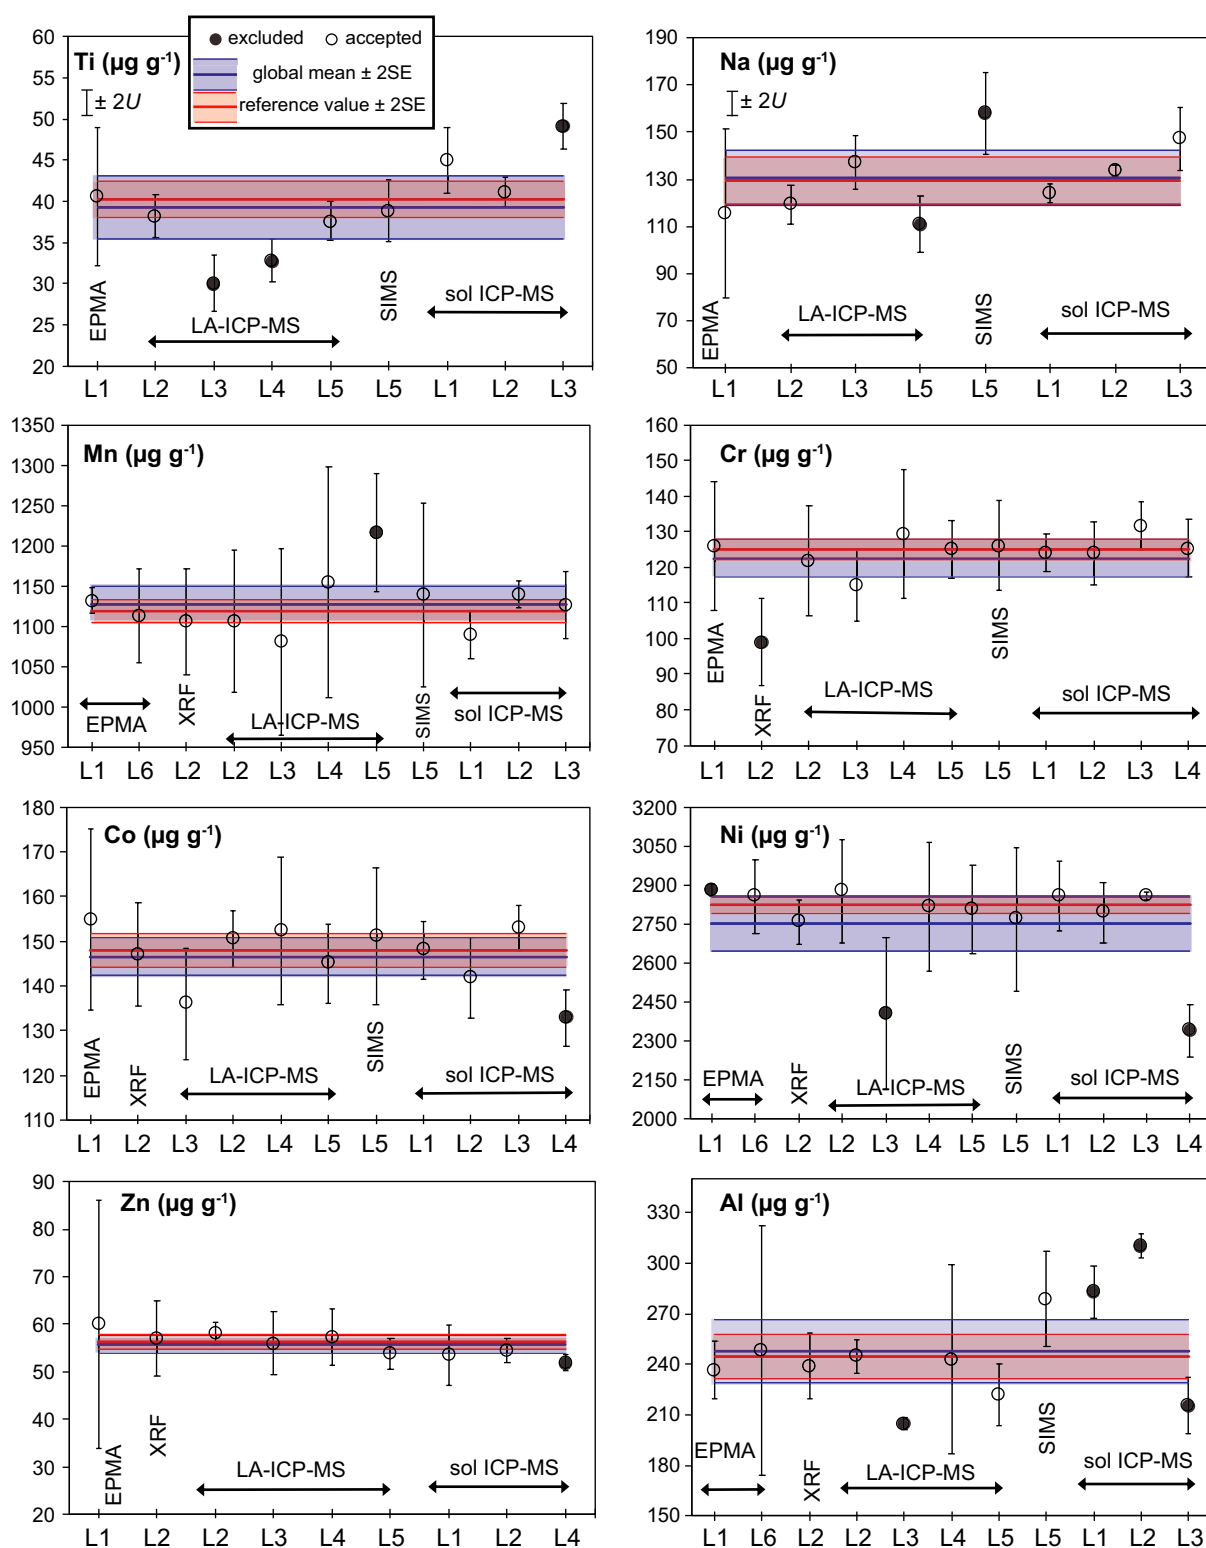 ● excluded ○ accepted
global mean ± 2SE
reference value ± 2SE
Ti (µg g-1)
± 2U
60
55
50
45
40
35
30
25
20
EPMA
LA-ICP-MS
SIMS
sol ICP-MS
L1 L2 L3 L4 L5 L5 L1 L2 L3
Na (µg g-1)
± 2U
190
170
150
130
110
90
70
50
EPMA
LA-ICP-MS
SIMS
sol ICP-MS
L1 L2 L3 L5 L5 L1 L2 L3
Mn (µg g-1)
1350
1300
1250
1200
1150
1100
1050
1000
950
EPMA
XRF
LA-ICP-MS
SIMS
sol ICP-MS
L1 L6 L2 L2 L3 L4 L5 L5 L1 L2 L3
Cr (µg g-1)
160
150
140
130
120
110
100
90
80
70
EPMA
XRF
LA-ICP-MS
SIMS
sol ICP-MS
L1 L2 L2 L3 L4 L5 L5 L1 L2 L3 L4
Co (µg g-1)
180
170
160
150
140
130
120
110
EPMA
XRF
LA-ICP-MS
SIMS
sol ICP-MS
L1 L2 L3 L2 L4 L5 L5 L1 L2 L3 L4
Ni (µg g-1)
3200
3050
2900
2750
2600
2450
2300
2150
2000
EPMA
XRF
LA-ICP-MS
SIMS
sol ICP-MS
L1 L6 L2 L2 L3 L4 L5 L5 L1 L2 L3 L4
Zn (µg g-1)
90
80
70
60
50
40
30
20
EPMA
XRF
LA-ICP-MS
sol ICP-MS
L1 L2 L2 L3 L4 L5 L1 L2 L4
Al (µg g-1)
330
300
270
240
210
180
150
EPMA
XRF
LA-ICP-MS
SIMS
sol ICP-MS
L1 L6 L2 L2 L3 L4 L5 L5 L1 L2 L3